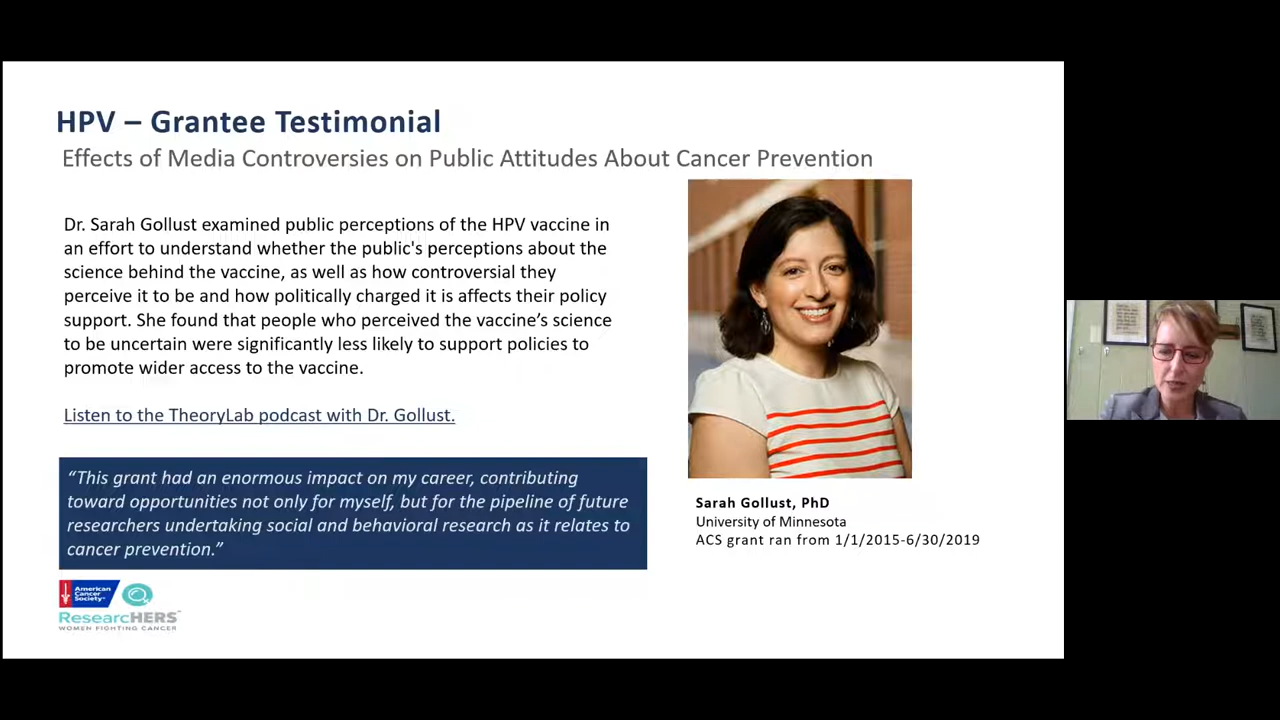 HPV – Grantee Testimonial
Effects of Media Controversies on Public Attitudes About Cancer Prevention
Dr. Sarah Gollust examined public perceptions of the HPV vaccine in
an effort to understand whether the public's perceptions about the
science behind the vaccine, as well as how controversial they
perceive it to be and how politically charged it is affects their policy
support. She found that people who perceived the vaccine’s science
to be uncertain were significantly less likely to support policies to
promote wider access to the vaccine.
Listen to the TheoryLab podcast with Dr. Gollust.
“This grant had an enormous impact on my career, contributing
toward opportunities not only for myself, but for the pipeline of future
researchers undertaking social and behavioral research as it relates to
cancer prevention.”
Sarah Gollust, PhD
University of Minnesota
ACS grant ran from 1/1/2015-6/30/2019
American
Cancer
Society
ResearcHERS
WOMEN FIGHTING CANCER